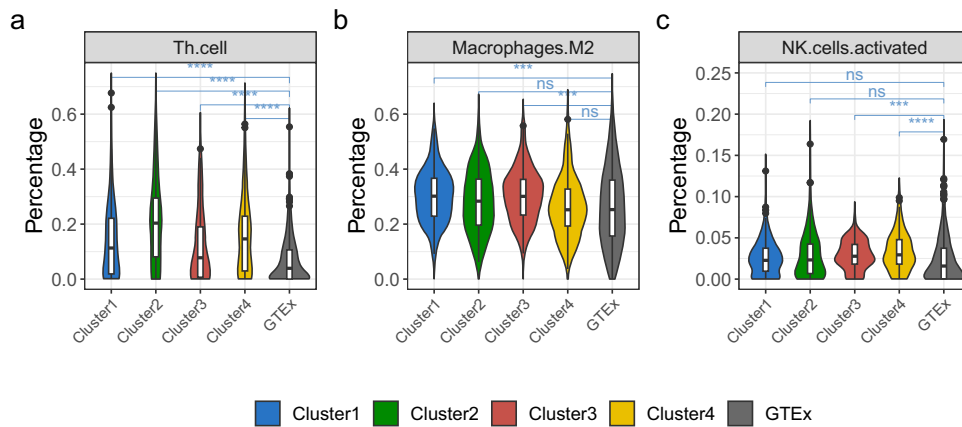 a
b
c
Th.cell
Macrophages.M2
NK.cells.activated
Percentage
0.6
0.4
0.2
0.0
****
****
****
****
Cluster1
Cluster2
Cluster3
Cluster4
GTEx
Percentage
0.6
0.4
0.2
0.0
***
ns
***
ns
Cluster1
Cluster2
Cluster3
Cluster4
GTEx
Percentage
0.25
0.20
0.15
0.10
0.05
0.00
ns
ns
***
****
Cluster1
Cluster2
Cluster3
Cluster4
GTEx
Cluster1 Cluster2 Cluster3 Cluster4 GTEx